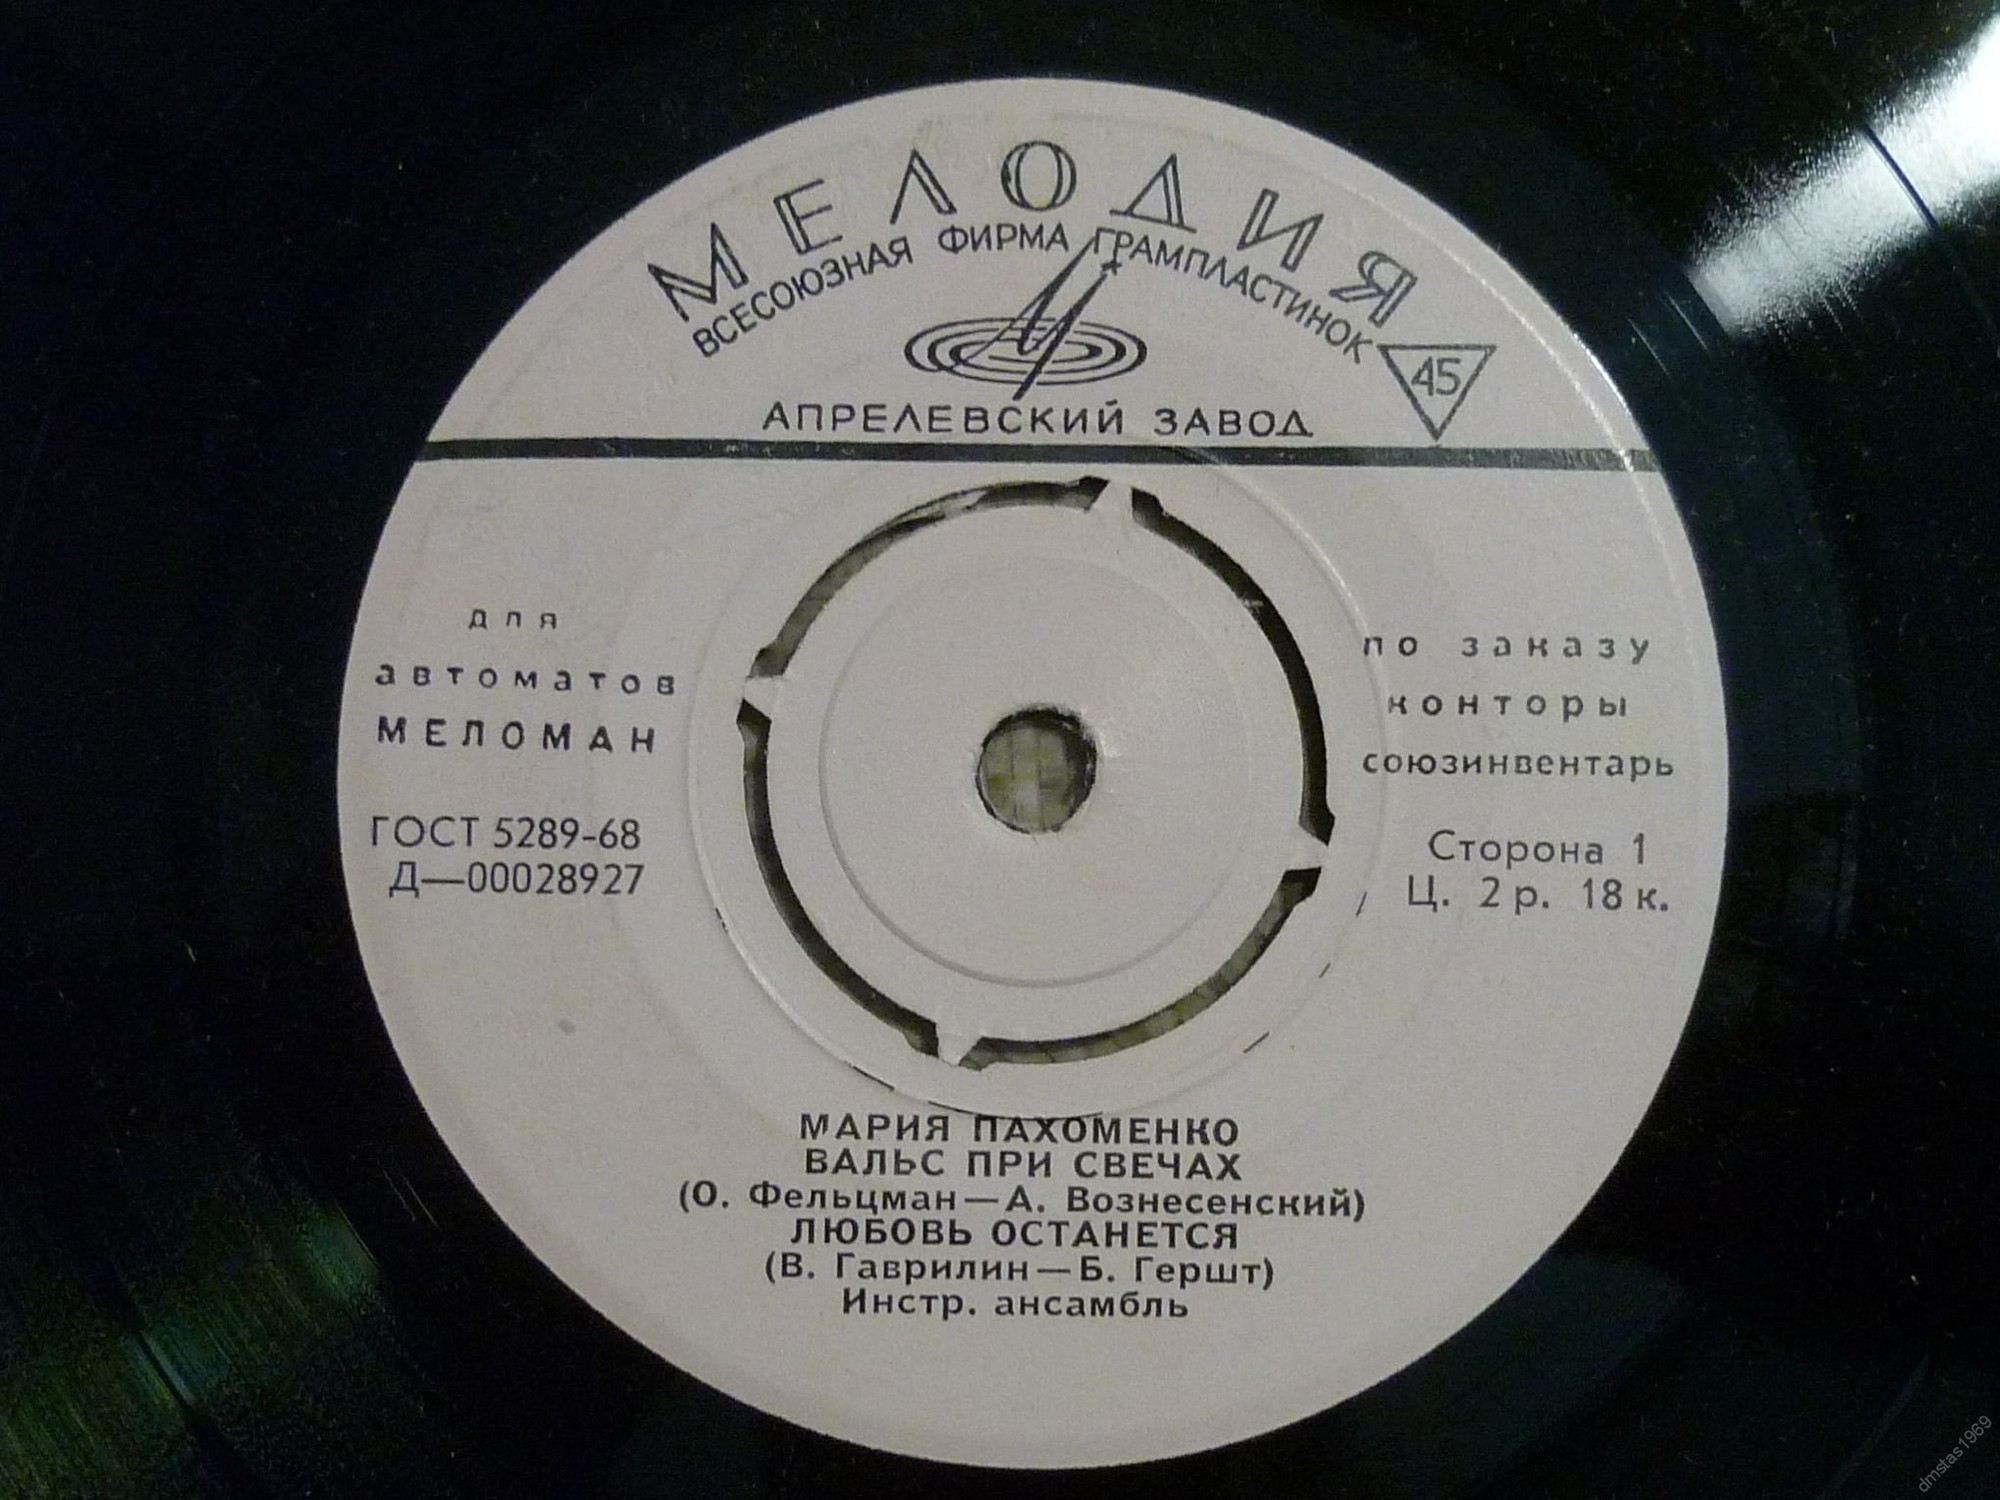 МЕЛОДИЯ
ВСЕСОЮЗНАЯ ФИРМА ГРАМПЛАСТИНОК
45
АПРЕЛЕВСКИЙ ЗАВОД
для
автоматов
МЕЛОМАН
ГОСТ 5289-68
Д—00028927
по заказу
конторы
союзинвентарь
Сторона 1
Ц. 2 р. 18 к.
МАРИЯ ПАХОМЕНКО
ВАЛЬС ПРИ СВЕЧАХ
(О. Фельцман—А. Вознесенский)
ЛЮБОВЬ ОСТАНЕТСЯ
(В. Гаврилин—Б. Гершт)
Инстр. ансамбль
dmstas1969